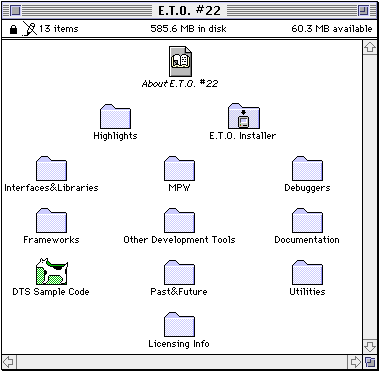 E.T.O. #22
13 items 585.6 MB in disk 60.3 MB available
About E.T.O. #22
Highlights E.T.O. Installer
Interfaces&Libraries MPW Debuggers
Frameworks Other Development Tools Documentation
DTS Sample Code Past&Future Utilities
Licensing Info